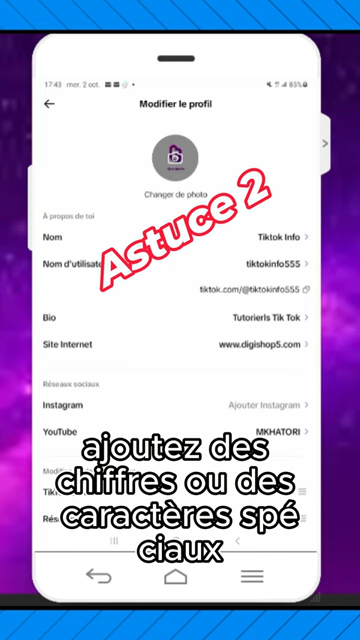 17:43 mer. 2 oct.
85%
Modifier le profil
Changer de photo
Astuce 2
À propos de toi
Nom
Tiktok Info
Nom d'utilisate
tiktokinfo555
tiktok.com/@tiktokinfo555
Bio
Tutorierls Tik Tok
Site Internet
www.digishop5.com
Réseaux sociaux
Instagram
Ajouter Instagram
YouTube
MKHATORI
ajoutez des
chiffres ou des
caractères spé
ciaux